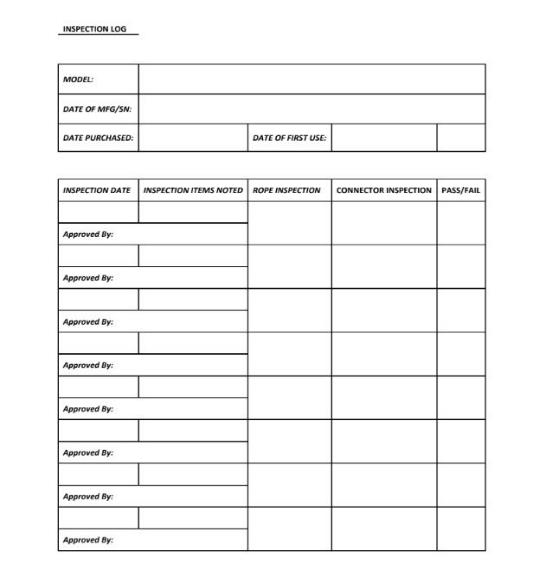 INSPECTION LOG
MODEL:
DATE OF MFG/SN:
DATE PURCHASED: DATE OF FIRST USE:
INSPECTION DATE INSPECTION ITEMS NOTED ROPE INSPECTION CONNECTOR INSPECTION PASS/FAIL
Approved By:
Approved By:
Approved By:
Approved By:
Approved By:
Approved By:
Approved By:
Approved By: